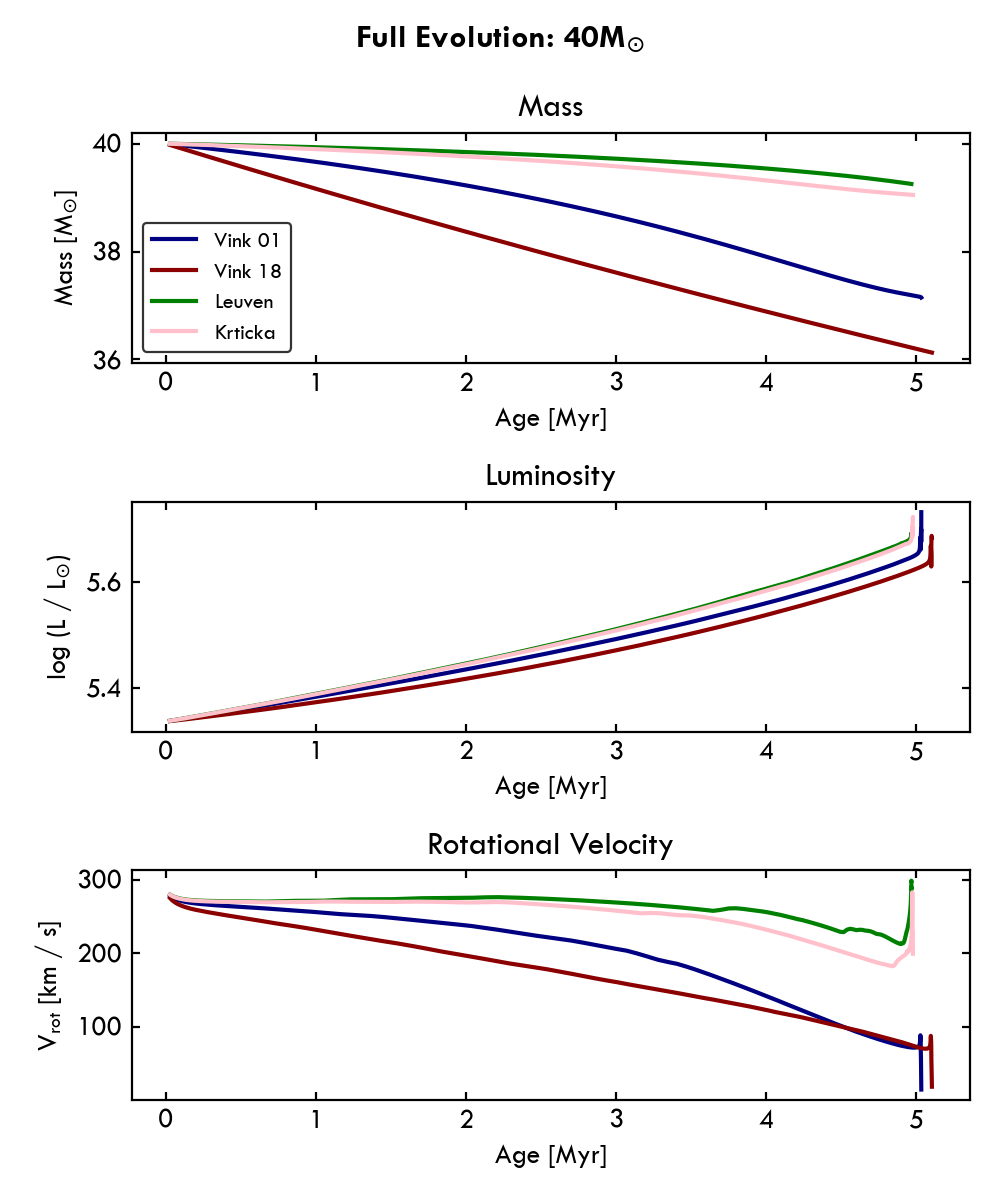 Full Evolution: 40M☉
Mass
Mass [M☉]
40
38
36
Vink 01
Vink 18
Leuven
Krticka
0 1 2 3 4 5
Age [Myr]
Luminosity
log (L / L☉)
5.6
5.4
0 1 2 3 4 5
Age [Myr]
Rotational Velocity
Vrot [km / s]
300
200
100
0 1 2 3 4 5
Age [Myr]